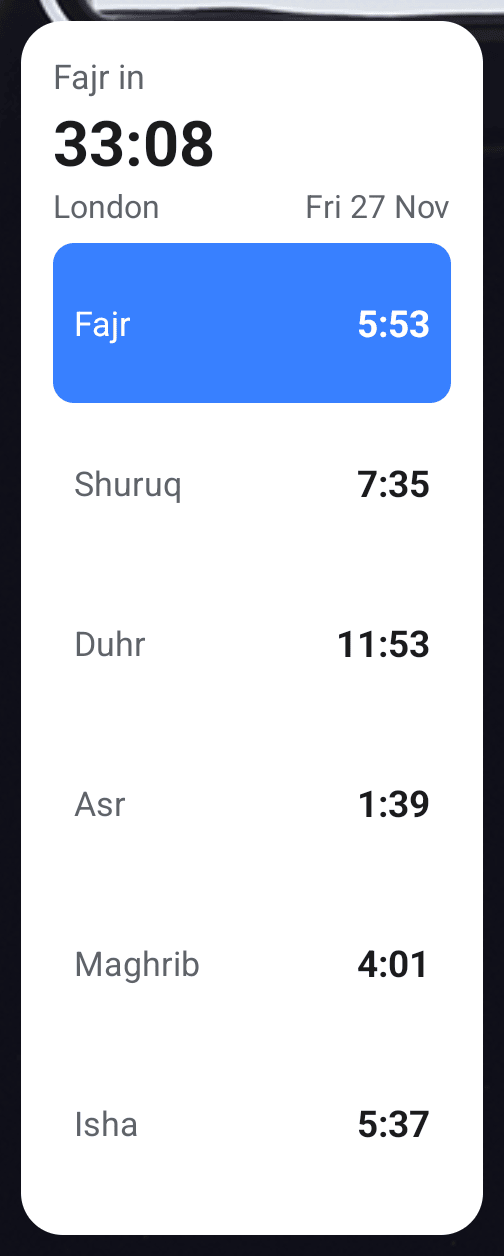 Fajr in
33:08
London Fri 27 Nov
Fajr 5:53
Shuruq 7:35
Duhr 11:53
Asr 1:39
Maghrib 4:01
Isha 5:37